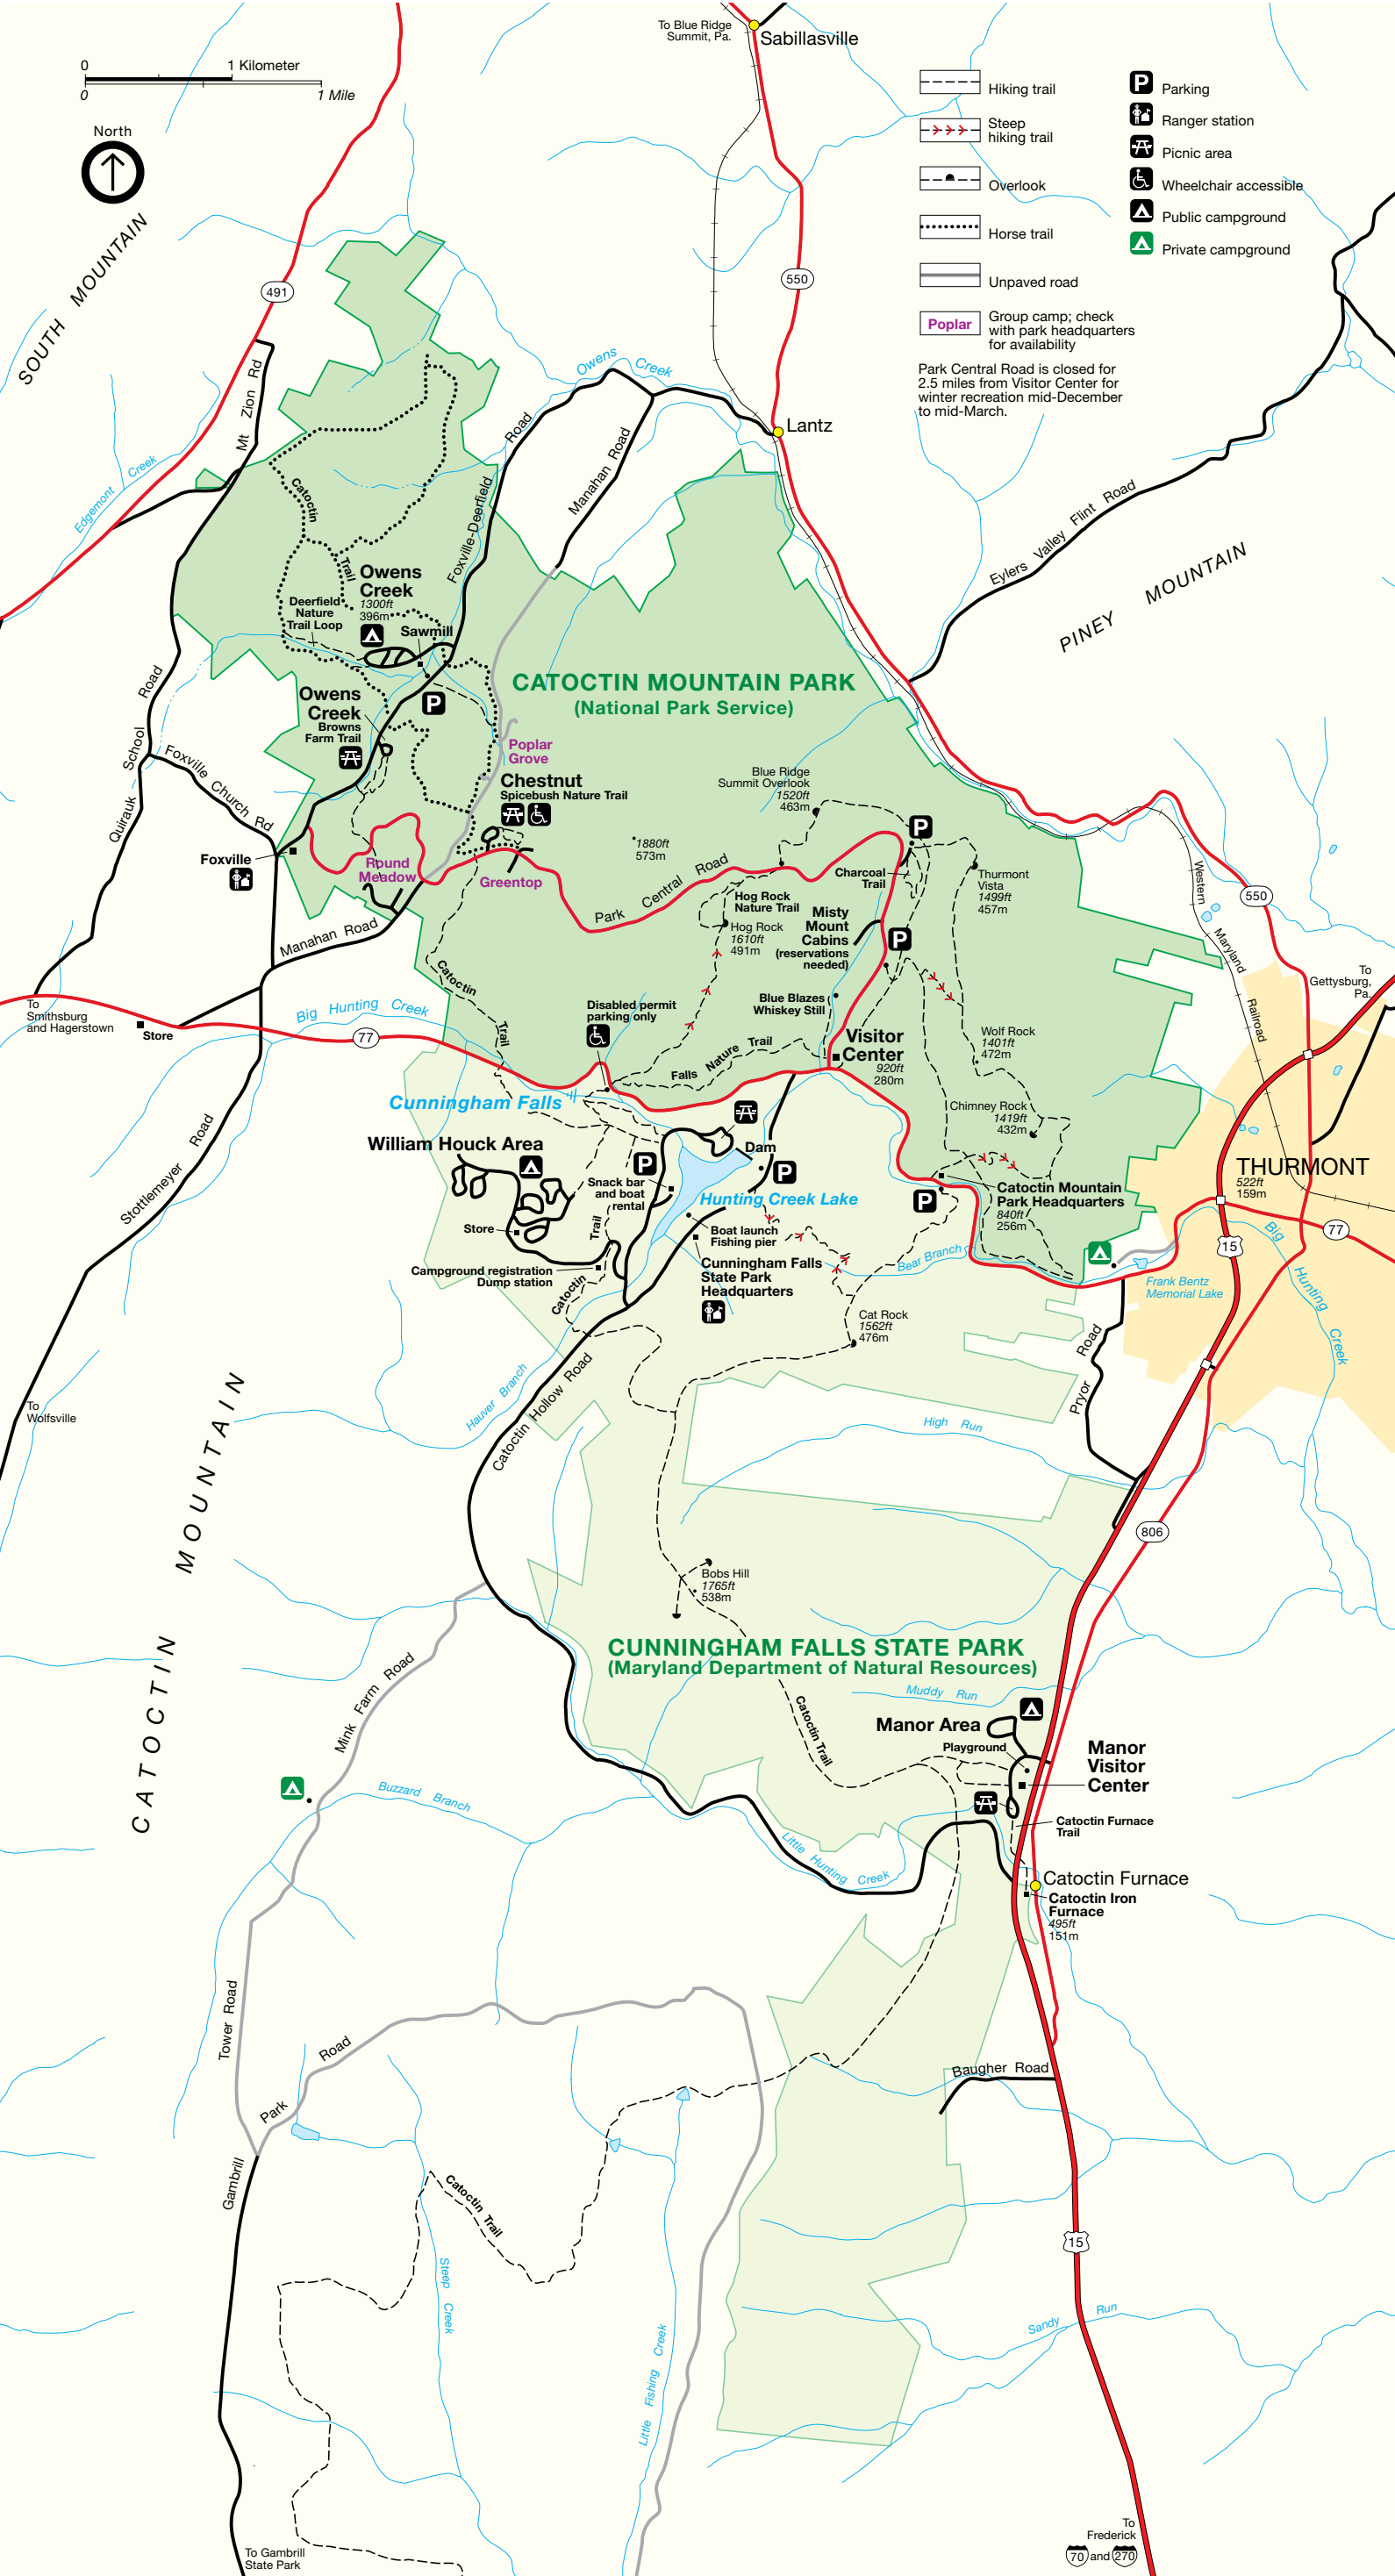 To Blue Ridge
Summit, Pa.
Sabillasville
0
1 Kilometer
0
1 Mile
North
SOUTH MOUNTAIN
491
550
Hiking trail
Steep
hiking trail
Overlook
Horse trail
Unpaved road
Poplar
Group camp; check
with park headquarters
for availability
Park Central Road is closed for
2.5 miles from Visitor Center for
winter recreation mid-December
to mid-March.
P
Parking
Ranger station
Picnic area
Wheelchair accessible
Public campground
Private campground
Mt Zion Rd
Edgemont Creek
Owens Creek
Lantz
Manahan Road
Foxville-Deerfield Road
Eylers Valley Flint Road
PINEY MOUNTAIN
Catoctin Trail
Owens
Creek
1300ft
396m
Deerfield
Nature
Trail Loop
Sawmill
P
Owens
Creek
Browns
Farm Trail
CATOCTIN MOUNTAIN PARK
(National Park Service)
Quirauk School Road
Foxville Church Rd
Poplar
Grove
Chestnut
Spicebush Nature Trail
Blue Ridge
Summit Overlook
1520ft
463m
1880ft
573m
Foxville
Round
Meadow
Greentop
Park Central Road
P
Charcoal
Trail
Thurmont
Vista
1499ft
457m
Hog Rock
Nature Trail
Hog Rock
1610ft
491m
Misty
Mount
Cabins
(reservations
needed)
P
Western Maryland Railroad
550
To
Gettysburg,
Pa.
Manahan Road
Catoctin Trail
To
Smithsburg
and Hagerstown
Store
Big Hunting Creek
77
Disabled permit
parking only
Blue Blazes
Whiskey Still
Falls Nature Trail
Visitor
Center
920ft
280m
Wolf Rock
1401ft
472m
Chimney Rock
1419ft
432m
Cunningham Falls
William Houck Area
Dam
P
P
Snack bar
and boat
rental
Hunting Creek Lake
Boat launch
Fishing pier
Store
Trail
Campground registration
Dump station
Catoctin
Cunningham Falls
State Park
Headquarters
P
Catoctin Mountain
Park Headquarters
840ft
256m
Bear Branch
THURMONT
522ft
159m
77
15
Big Hunting Creek
Frank Bentz
Memorial Lake
Stottlemeyer Road
To
Wolfsville
Cat Rock
1562ft
476m
Pryor Road
Hauver Branch
Catoctin Hollow Road
High Run
806
CATOCTIN MOUNTAIN
Bobs Hill
1765ft
538m
CUNNINGHAM FALLS STATE PARK
(Maryland Department of Natural Resources)
Mink Farm Road
Catoctin Trail
Muddy Run
Manor Area
Playground
Manor
Visitor
Center
Buzzard Branch
Catoctin Furnace
Trail
Little Hunting Creek
Catoctin Furnace
Catoctin Iron
Furnace
495ft
151m
Tower Road
Park Road
Baugher Road
Gambrill
Catoctin Trail
Steep Creek
15
Sandy Run
Little Fishing Creek
To Gambrill
State Park
To
Frederick
70 and 270